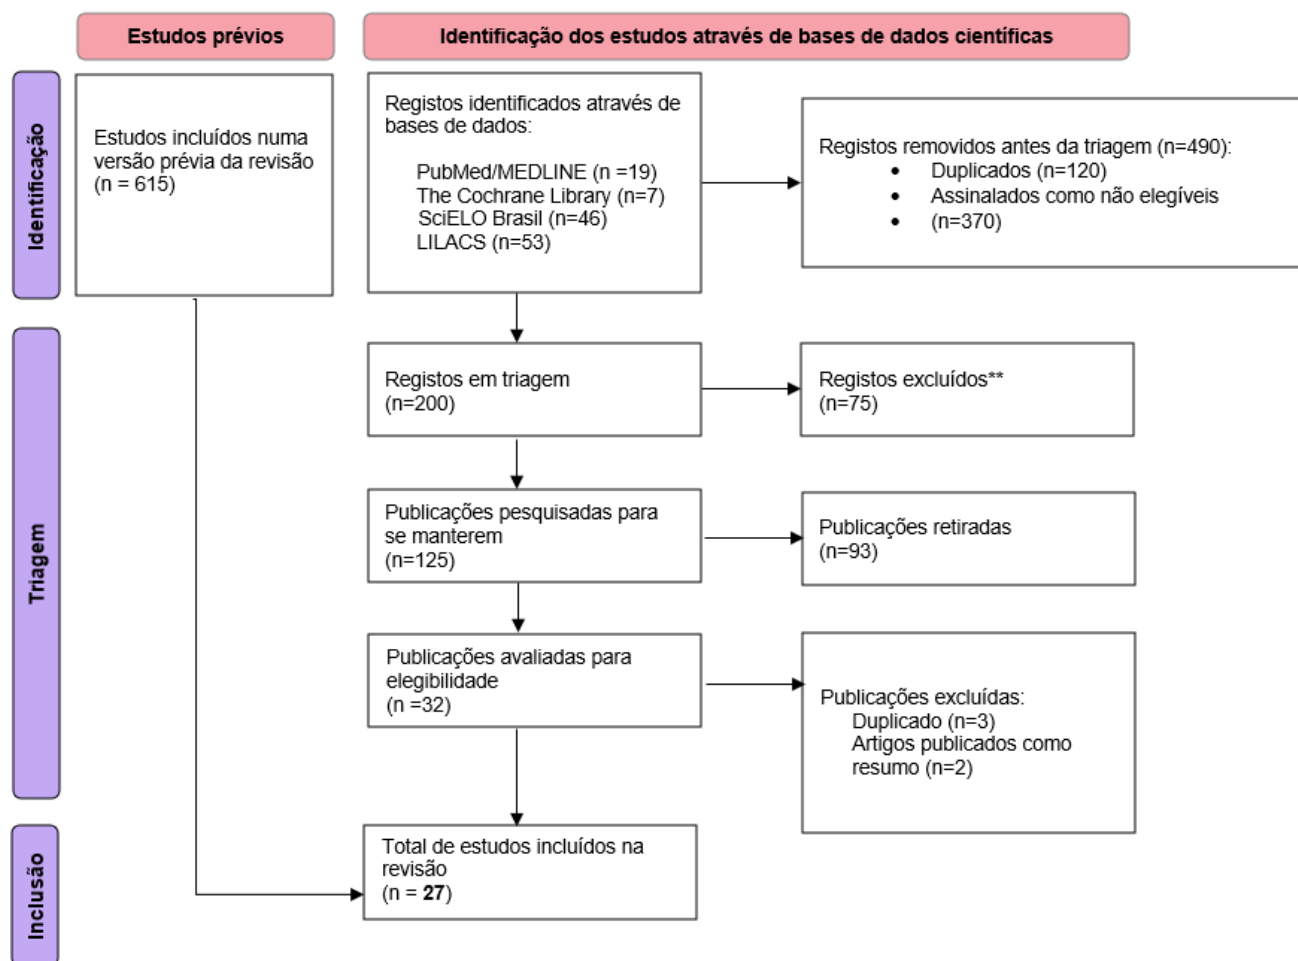 Estudos prévios
Identificação dos estudos através de bases de dados científicas
Identificação
Estudos incluídos numa
versão prévia da revisão
(n = 615)
Registos identificados através de
bases de dados:
PubMed/MEDLINE (n =19)
The Cochrane Library (n=7)
SciELO Brasil (n=46)
LILACS (n=53)
Registos removidos antes da triagem (n=490):
• Duplicados (n=120)
• Assinalados como não elegíveis
• (n=370)
Triagem
Registos em triagem
(n=200)
Registos excluídos**
(n=75)
Publicações pesquisadas para
se manterem
(n=125)
Publicações retiradas
(n=93)
Publicações avaliadas para
elegibilidade
(n =32)
Publicações excluídas:
Duplicado (n=3)
Artigos publicados como
resumo (n=2)
Inclusão
Total de estudos incluídos na
revisão
(n = 27)